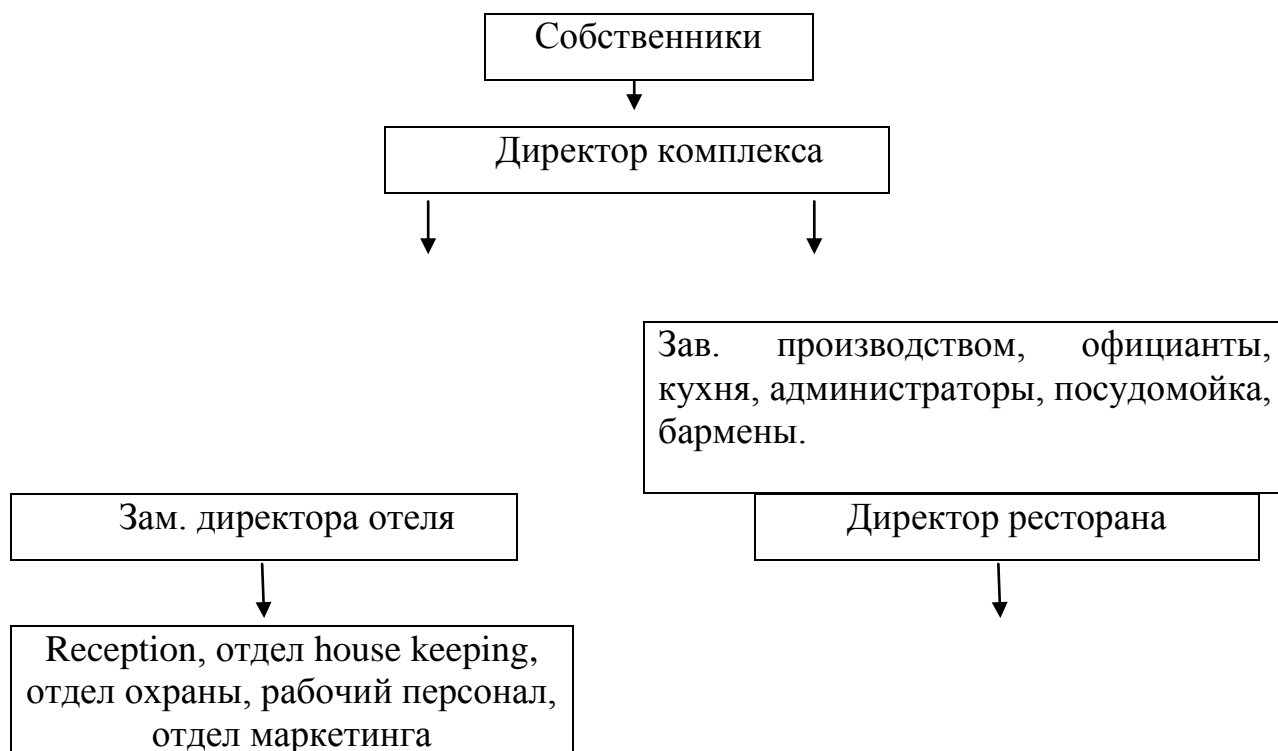 Собственники
Директор комплекса
Зав. производством, официанты,
кухня, администраторы, посудомойка,
бармены.
Зам. директора отеля
Директор ресторана
Reception, отдел house keeping,
отдел охраны, рабочий персонал,
отдел маркетинга